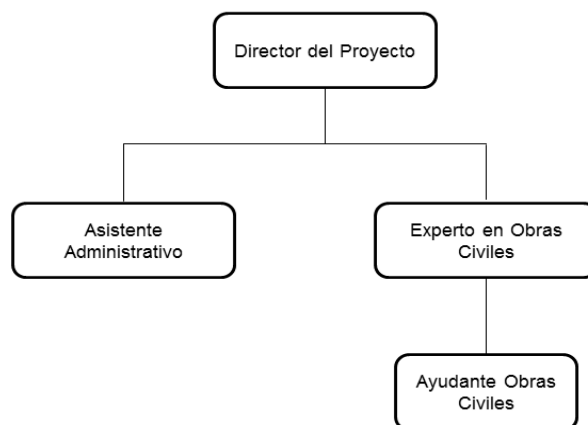 Director del Proyecto
Asistente
Administrativo
Experto en Obras
Civiles
Ayudante Obras
Civiles